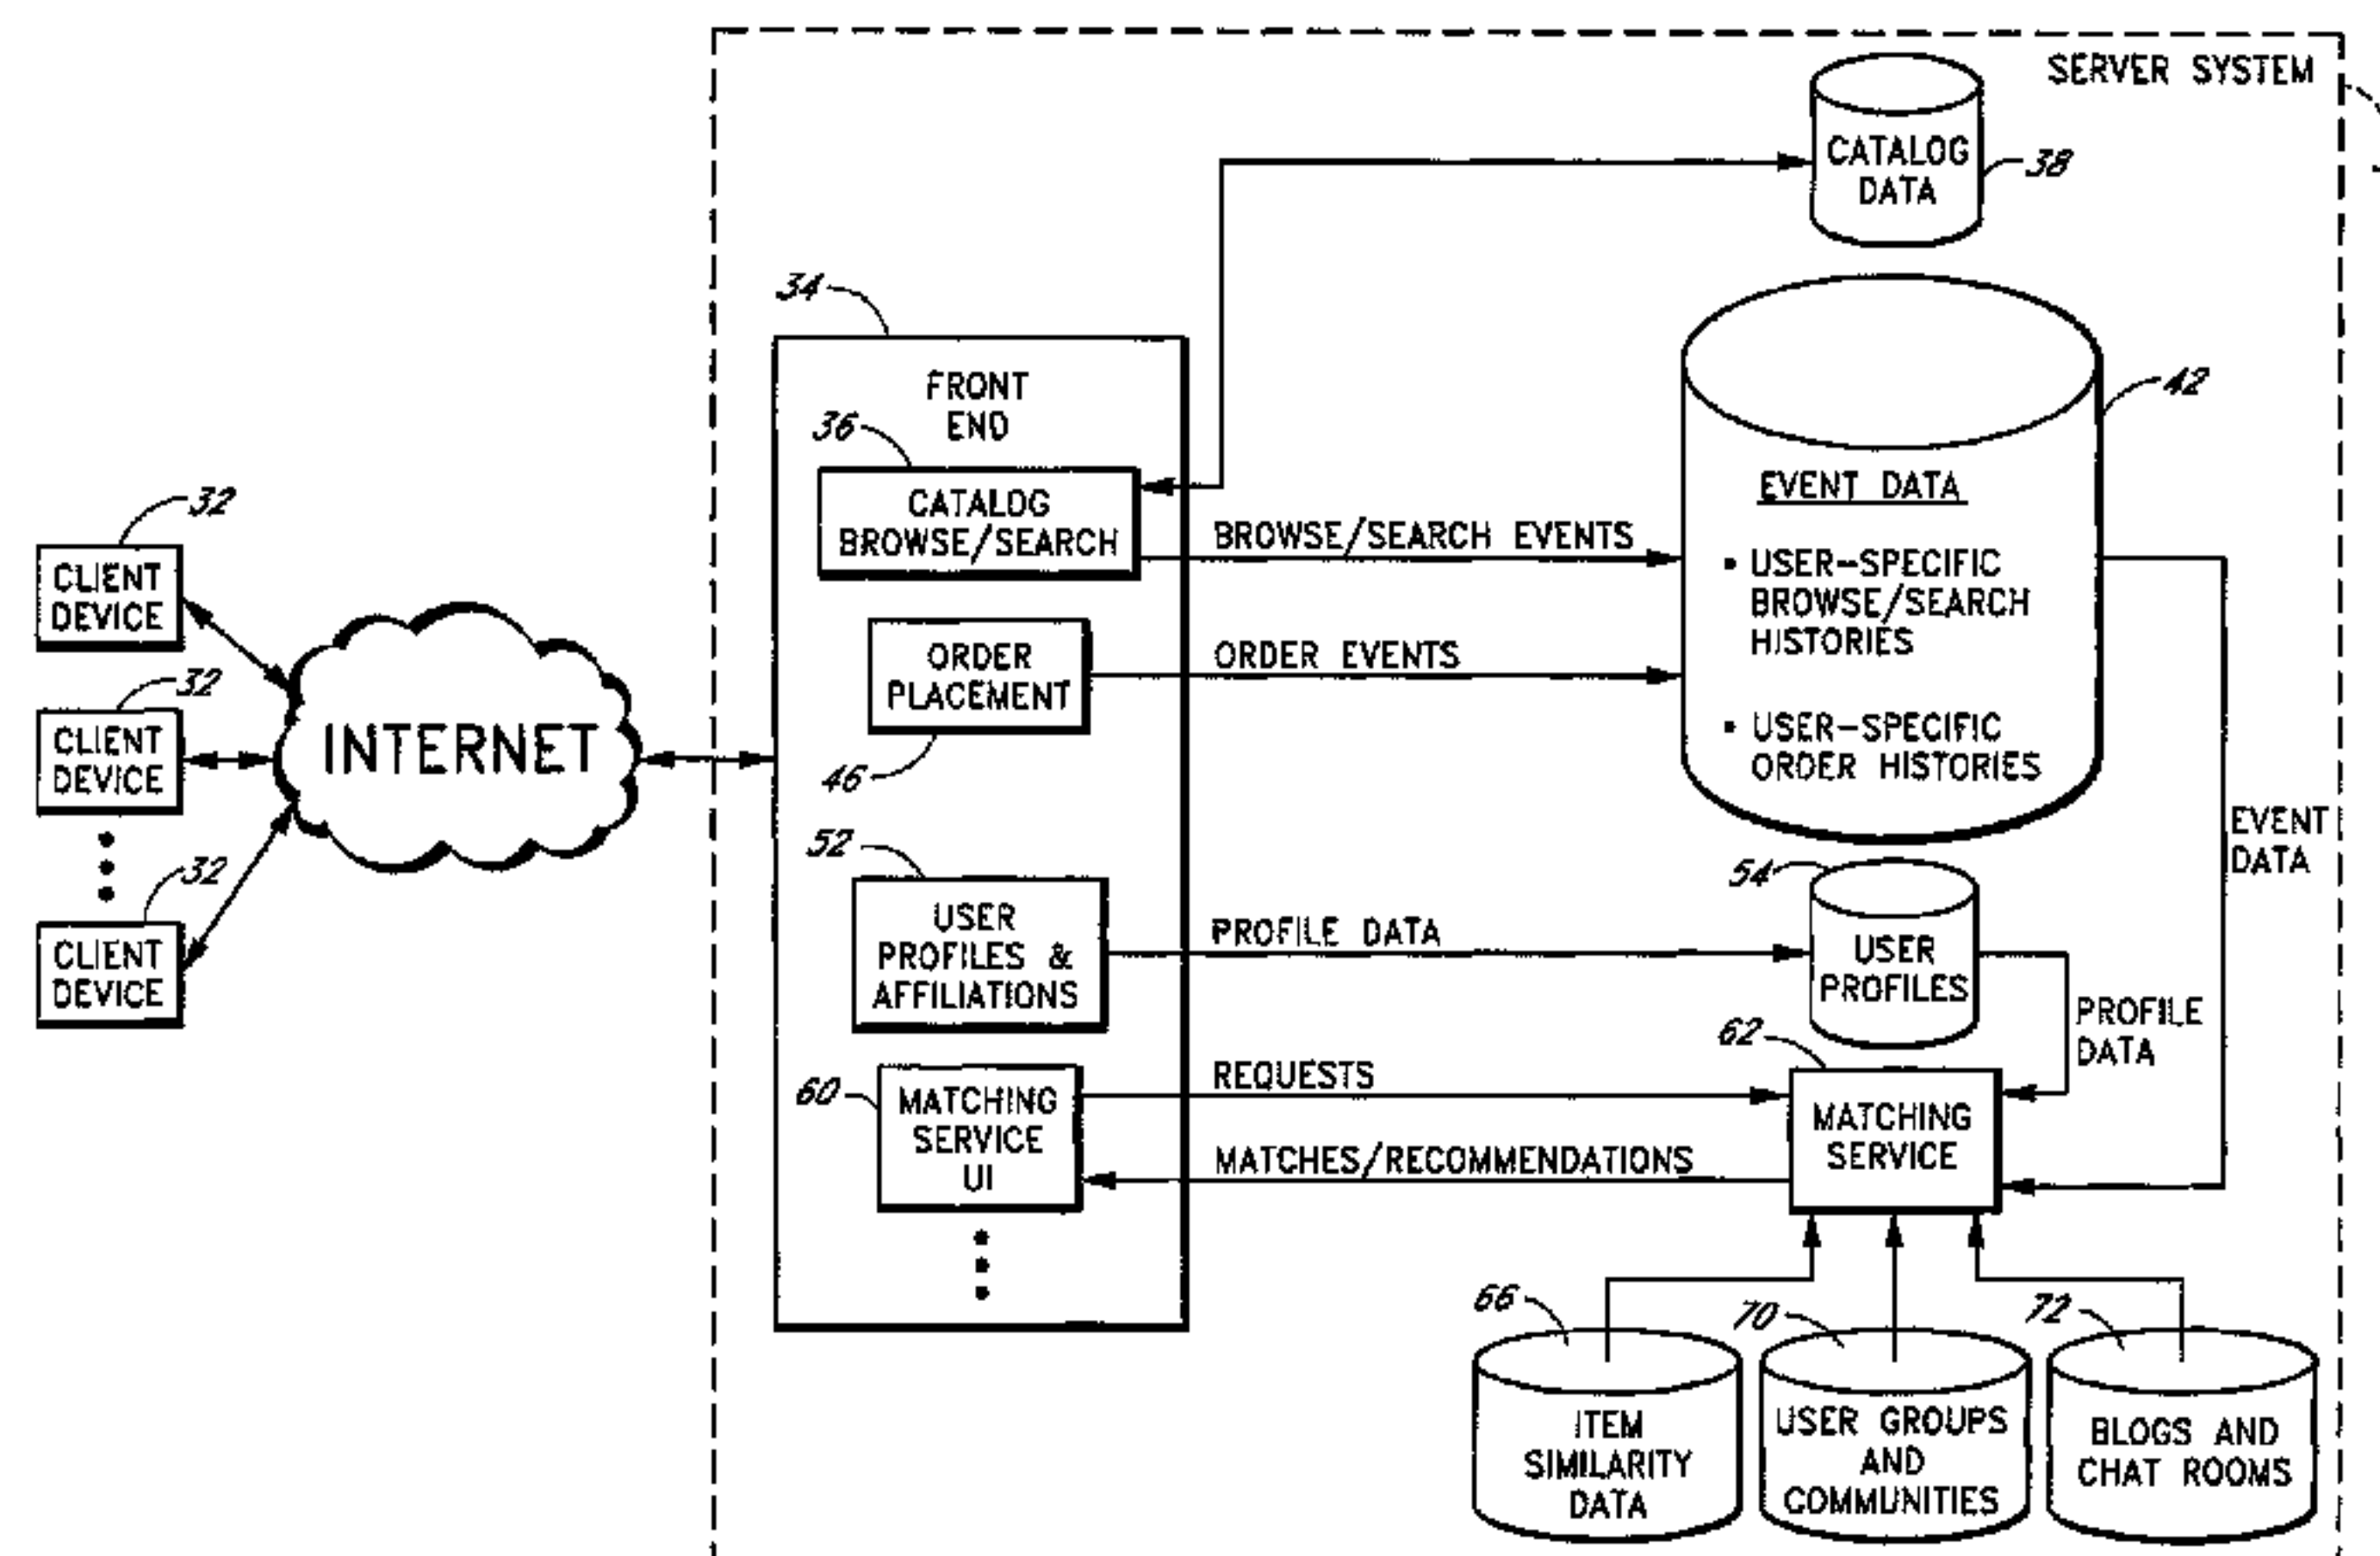 SERVER SYSTEM
CATALOG
DATA
38
34
FRONT
END
36
CATALOG
BROWSE/SEARCH
BROWSE/SEARCH EVENTS
ORDER
PLACEMENT
46
ORDER EVENTS
42
EVENT DATA
• USER-SPECIFIC
BROWSE/SEARCH
HISTORIES
• USER-SPECIFIC
ORDER HISTORIES
EVENT
DATA
32
CLIENT
DEVICE
32
CLIENT
DEVICE
32
CLIENT
DEVICE
INTERNET
52
USER
PROFILES &
AFFILIATIONS
PROFILE DATA
54
USER
PROFILES
PROFILE
DATA
60
MATCHING
SERVICE
UI
REQUESTS
MATCHES/RECOMMENDATIONS
62
MATCHING
SERVICE
66
ITEM
SIMILARITY
DATA
70
USER GROUPS
AND
COMMUNITIES
72
BLOGS AND
CHAT ROOMS